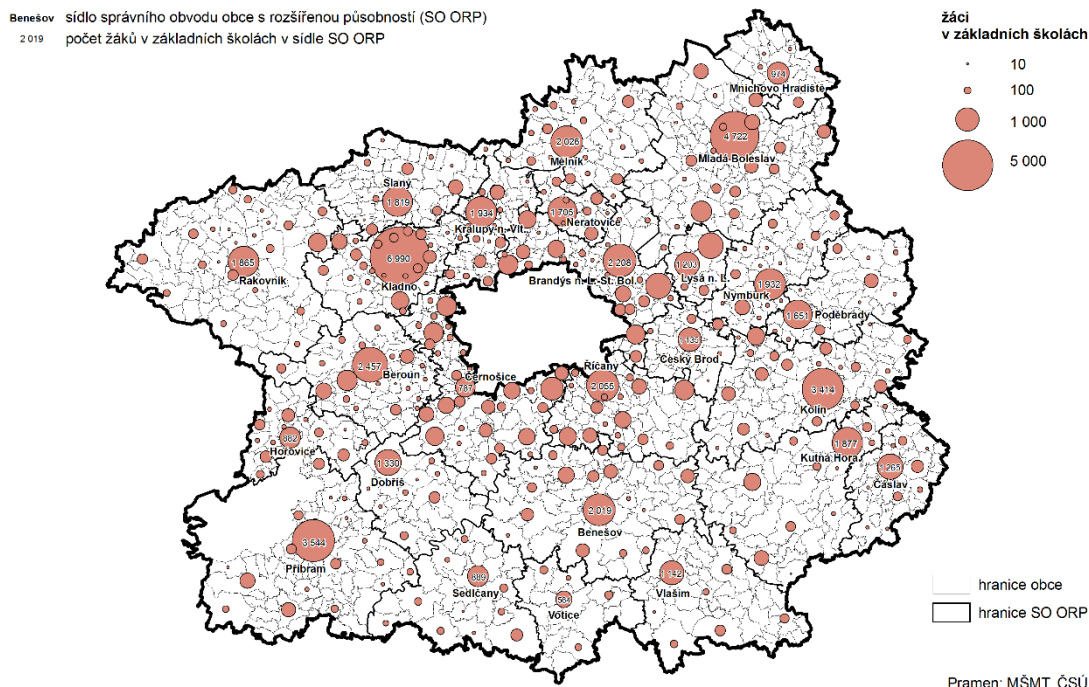 Benešov sídlo správního obvodu obce s rozšířenou působností (SO ORP)
2 019 počet žáků v základních školách v sídle SO ORP
žáci
v základních školách
10
100
1 000
5 000
974
Mnichovo Hradiště
4 722
Mladá Boleslav
2 026
Mělník
Slaný
1 819
1 934
Kralupy n. Vlt.
1 705
Neratovice
1 865
Rakovník
6 990
Kladno
2 208
Brandýs n. L.-St. Bol.
1 203
Lysá n. L.
1 932
Nymburk
1 651
Poděbrady
1 135
Český Brod
2 457
Beroun
Černošice
787
Říčany
2 055
3 414
Kolín
882
Hořovice
1 877
Kutná Hora
1 265
Čáslav
1 330
Dobříš
2 019
Benešov
3 544
Příbram
889
Sedlčany
564
Votice
1 142
Vlašim
hranice obce
hranice SO ORP
Pramen: MŠMT, ČSÚ